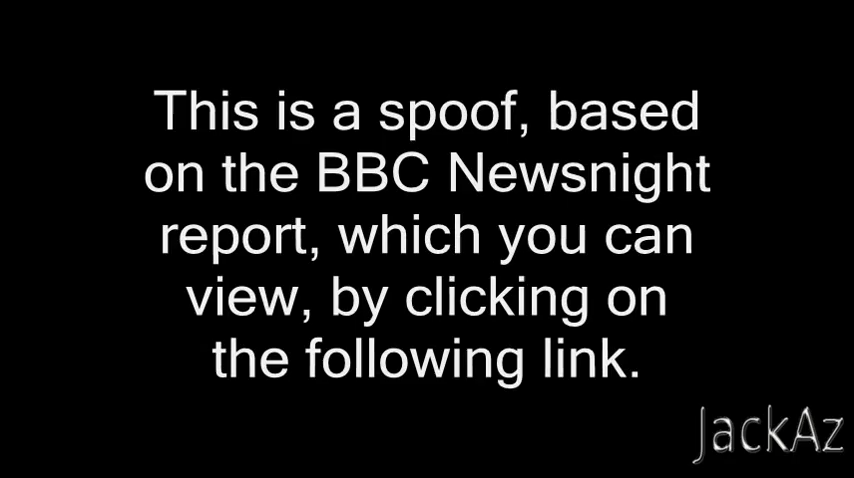 This is a spoof, based
on the BBC Newsnight
report, which you can
view, by clicking on
the following link.
JackAz